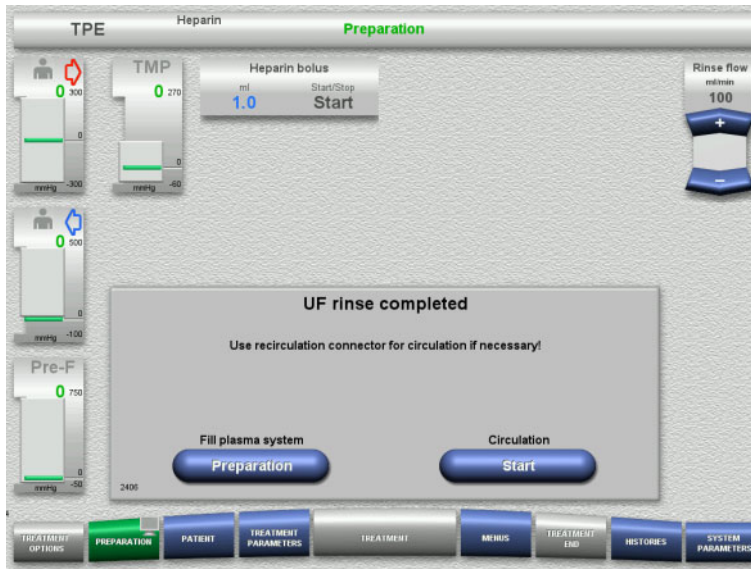 TPE
Heparin
Preparation
0 300
0
mmHg -300
TMP
0 270
0
mmHg -60
Heparin bolus
ml Start/Stop
1.0 Start
Rinse flow
ml/min
100
+
−
0 500
0
mmHg -100
Pre-F
0 750
0
mmHg -50
UF rinse completed
Use recirculation connector for circulation if necessary!
Fill plasma system Circulation
Preparation Start
2406
TREATMENT OPTIONS
PREPARATION
PATIENT
TREATMENT PARAMETERS
TREATMENT
MENUS
TREATMENT END
HISTORIES
SYSTEM PARAMETERS